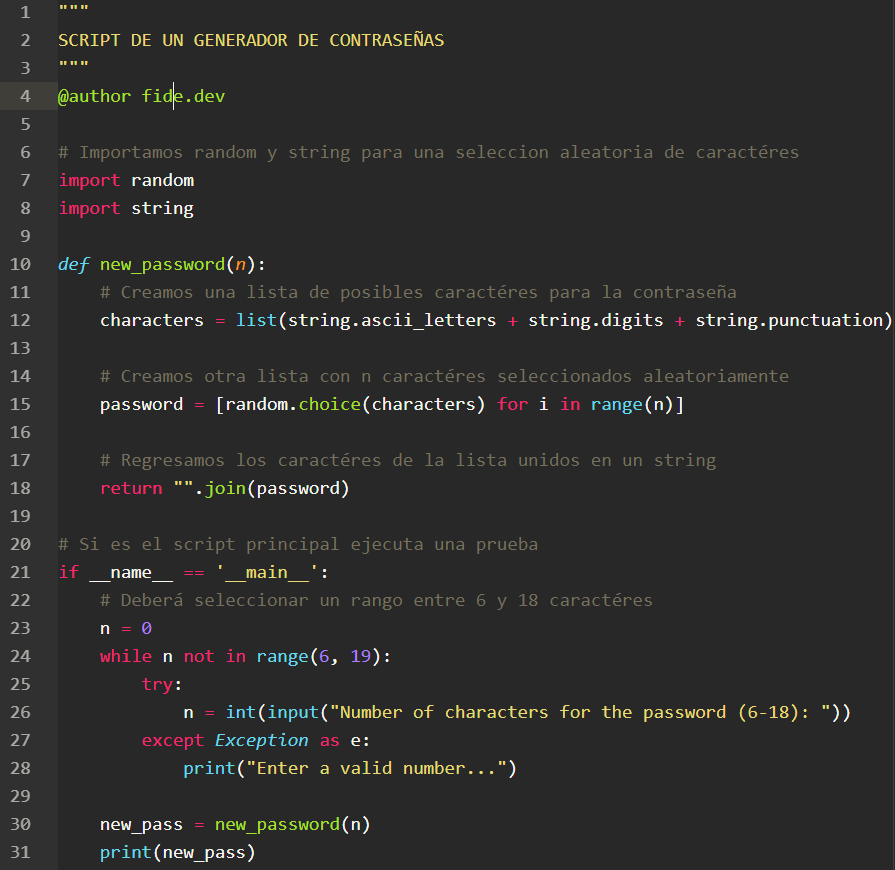 1 """
2 SCRIPT DE UN GENERADOR DE CONTRASEÑAS
3 """
4 @author fide.dev
5
6 # Importamos random y string para una seleccion aleatoria de caractéres
7 import random
8 import string
9
10 def new_password(n):
11     # Creamos una lista de posibles caractéres para la contraseña
12     characters = list(string.ascii_letters + string.digits + string.punctuation)
13
14     # Creamos otra lista con n caractéres seleccionados aleatoriamente
15     password = [random.choice(characters) for i in range(n)]
16
17     # Regresamos los caractéres de la lista unidos en un string
18     return "".join(password)
19
20 # Si es el script principal ejecuta una prueba
21 if __name__ == '__main__':
22     # Deberá seleccionar un rango entre 6 y 18 caractéres
23     n = 0
24     while n not in range(6, 19):
25         try:
26             n = int(input("Number of characters for the password (6-18): "))
27         except Exception as e:
28             print("Enter a valid number...")
29
30     new_pass = new_password(n)
31     print(new_pass)